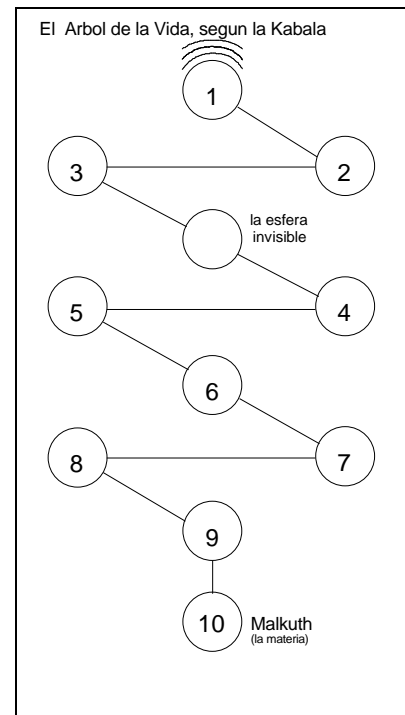 El Arbol de la Vida, segun la Kabala
1
3
2
la esfera
invisible
5
4
6
8
7
9
10
Malkuth
(la materia)